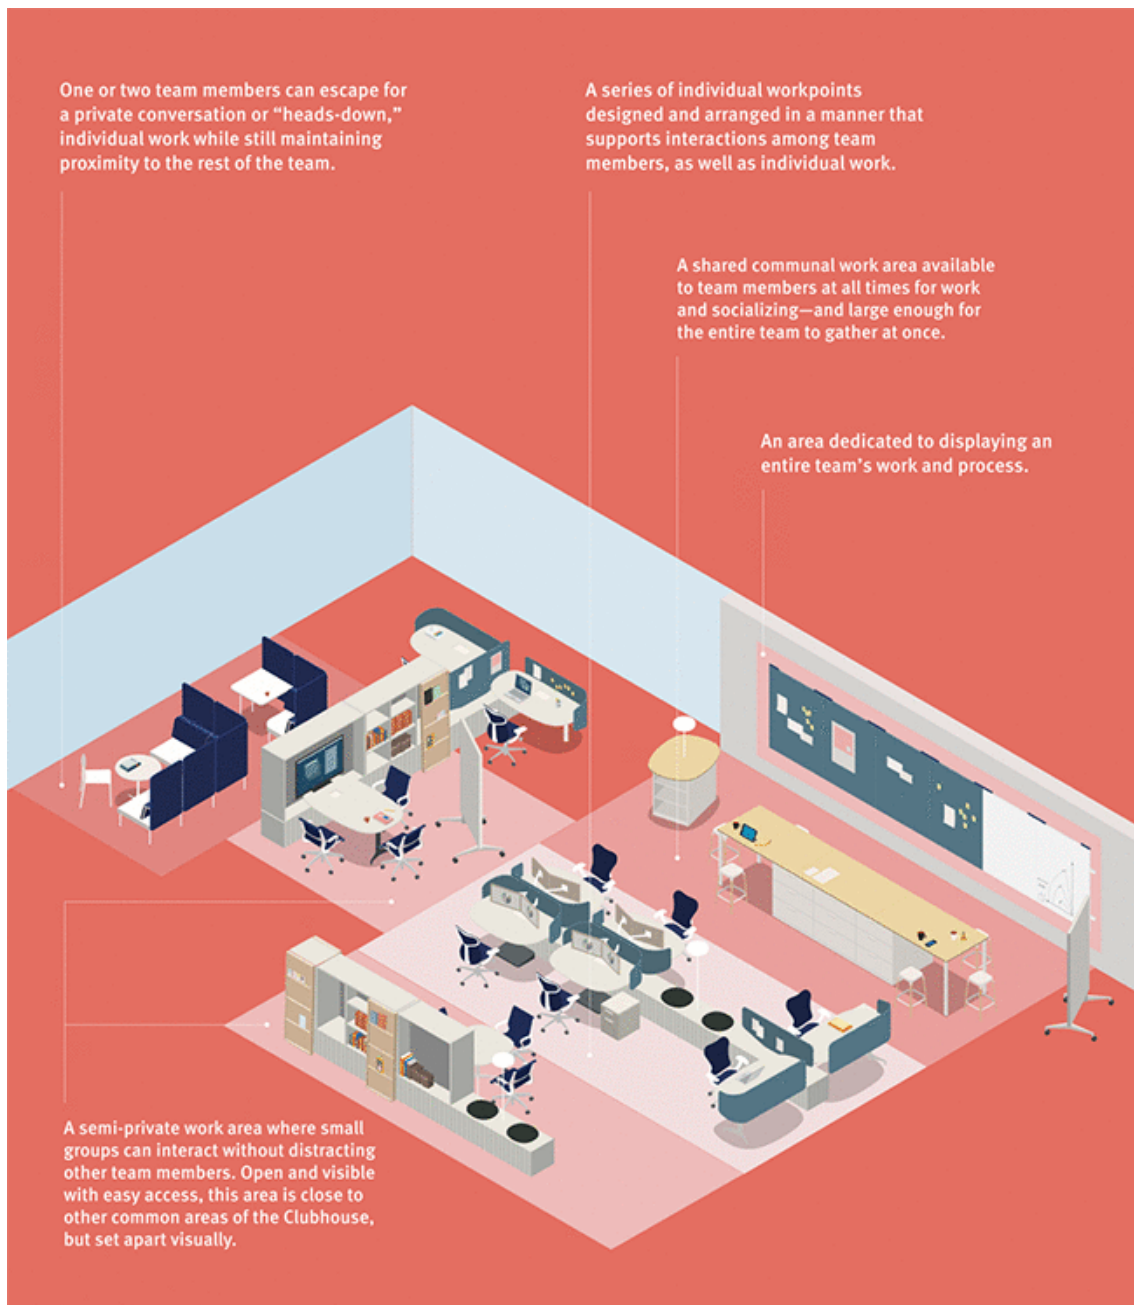 One or two team members can escape for
a private conversation or “heads-down,”
individual work while still maintaining
proximity to the rest of the team.
A series of individual workpoints
designed and arranged in a manner that
supports interactions among team
members, as well as individual work.
A shared communal work area available
to team members at all times for work
and socializing—and large enough for
the entire team to gather at once.
An area dedicated to displaying an
entire team’s work and process.
A semi-private work area where small
groups can interact without distracting
other team members. Open and visible
with easy access, this area is close to
other common areas of the Clubhouse,
but set apart visually.